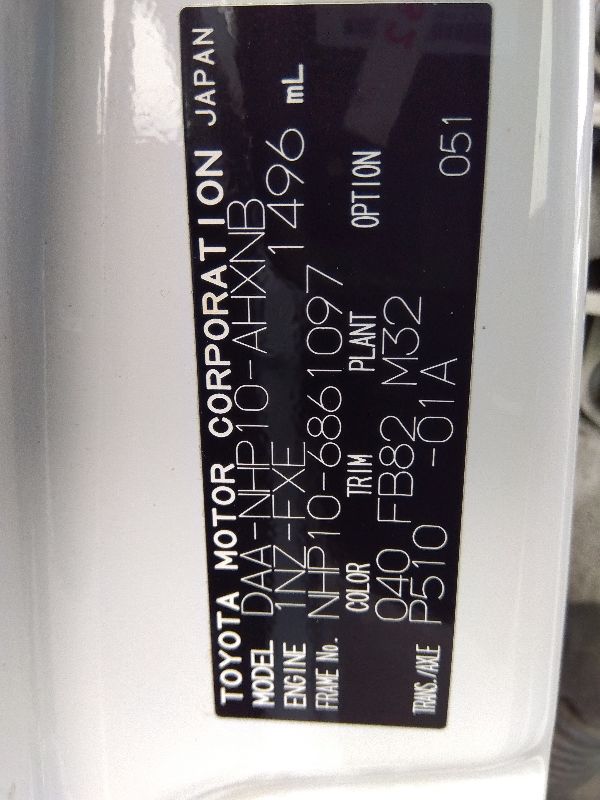 TOYOTA MOTOR CORPORATION JAPAN
MODEL DAA-NHP10-AHXNB
ENGINE 1NZ-FXE 1496 mL
FRAME No. NHP10-6861097
COLOR TRIM PLANT OPTION
040 FB82 M32
TRANS./AXLE P510 -01A 051